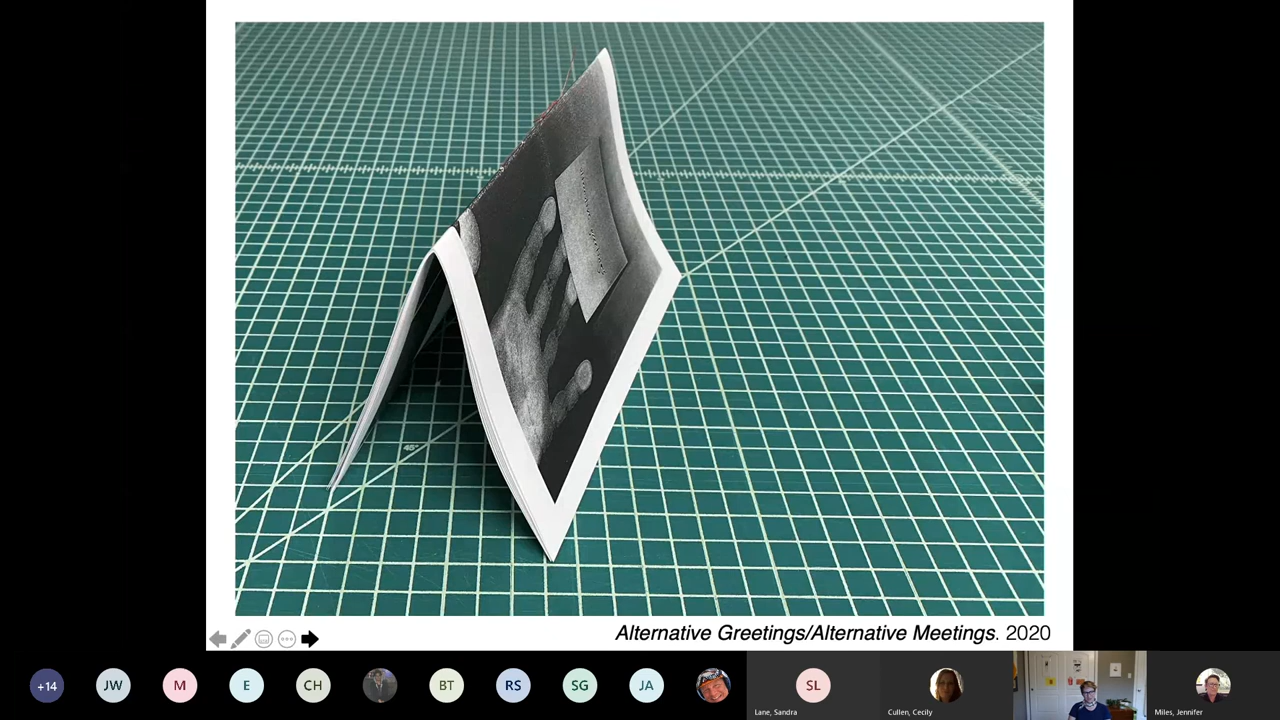 45°
Alternative Greetings/Alternative Meetings. 2020
+14
JW
M
E
CH
BT
RS
SG
JA
SL
Lane, Sandra
Cullen, Cecily
Miles, Jennifer